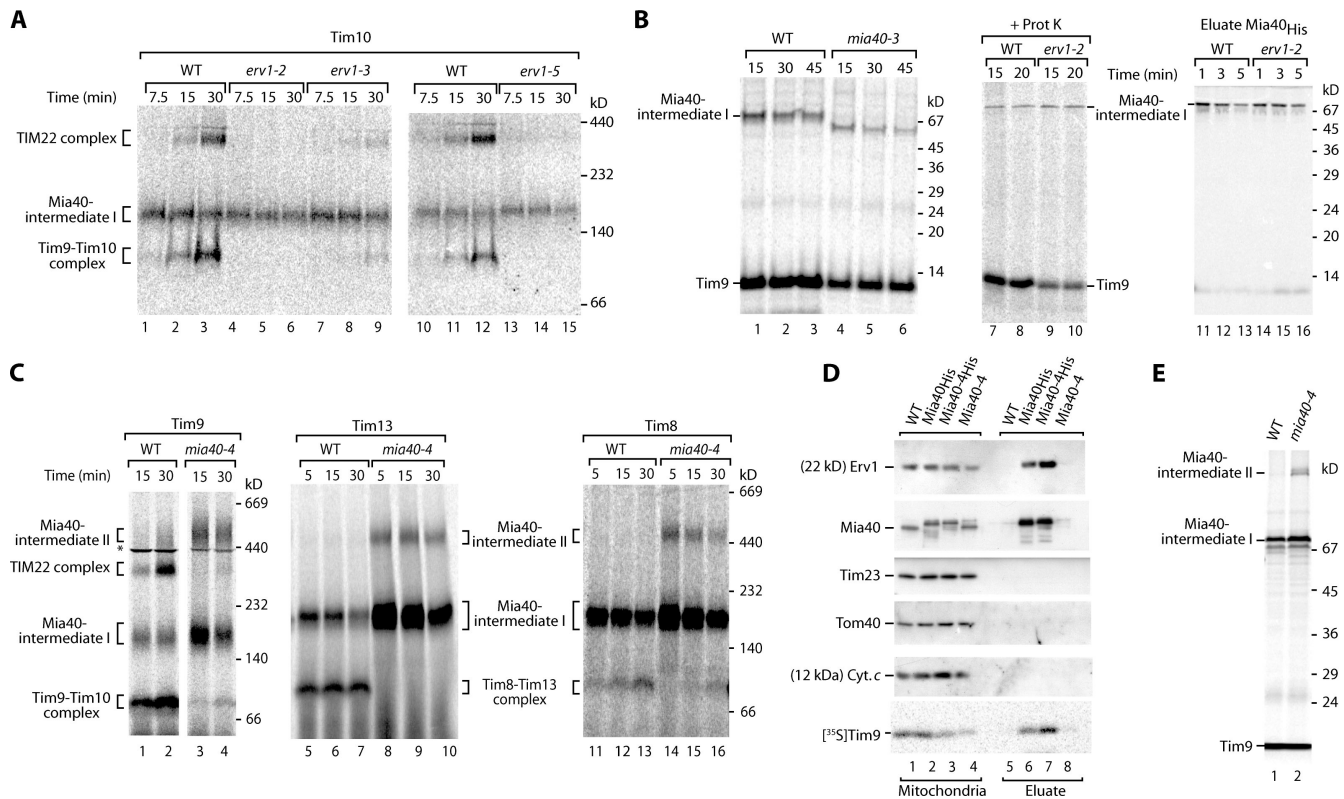 A
Tim10
WT erv1-2 erv1-3 WT erv1-5
Time (min) 7.5 15 30 7.5 15 30 7.5 15 30 7.5 15 30 7.5 15 30
kD
TIM22 complex
Mia40-
intermediate I
Tim9-Tim10
complex
440
232
140
66
1 2 3 4 5 6 7 8 9 10 11 12 13 14 15
B
WT mia40-3
15 30 45 15 30 45
Mia40-
intermediate I
Tim9
kD
67
45
36
29
24
20
14
1 2 3 4 5 6
+ Prot K
WT erv1-2
15 20 15 20
Time (min)
Mia40-
intermediate I
Tim9
7 8 9 10
Eluate Mia40His
WT erv1-2
1 3 5 1 3 5
kD
67
45
36
29
24
20
14
11 12 13 14 15 16
C
Tim9
WT mia40-4
Time (min) 15 30 15 30
kD
669
440
232
140
66
Mia40-
intermediate II
*
TIM22 complex
Mia40-
intermediate I
Tim9-Tim10
complex
1 2 3 4
Tim13
WT mia40-4
5 15 30 5 15 30
Mia40-
intermediate II
Mia40-
intermediate I
Tim8-Tim13
complex
5 6 7 8 9 10
Tim8
WT mia40-4
5 15 30 5 15 30
kD
669
440
232
140
66
11 12 13 14 15 16
D
WT Mia40His Mia40-4His Mia40-4 WT Mia40His Mia40-4His Mia40-4
(22 kD) Erv1
Mia40
Tim23
Tom40
(12 kDa) Cyt. c
[35S]Tim9
1 2 3 4 5 6 7 8
Mitochondria Eluate
E
WT mia40-4
Mia40-
intermediate II
Mia40-
intermediate I
Tim9
kD
67
45
36
29
24
1 2